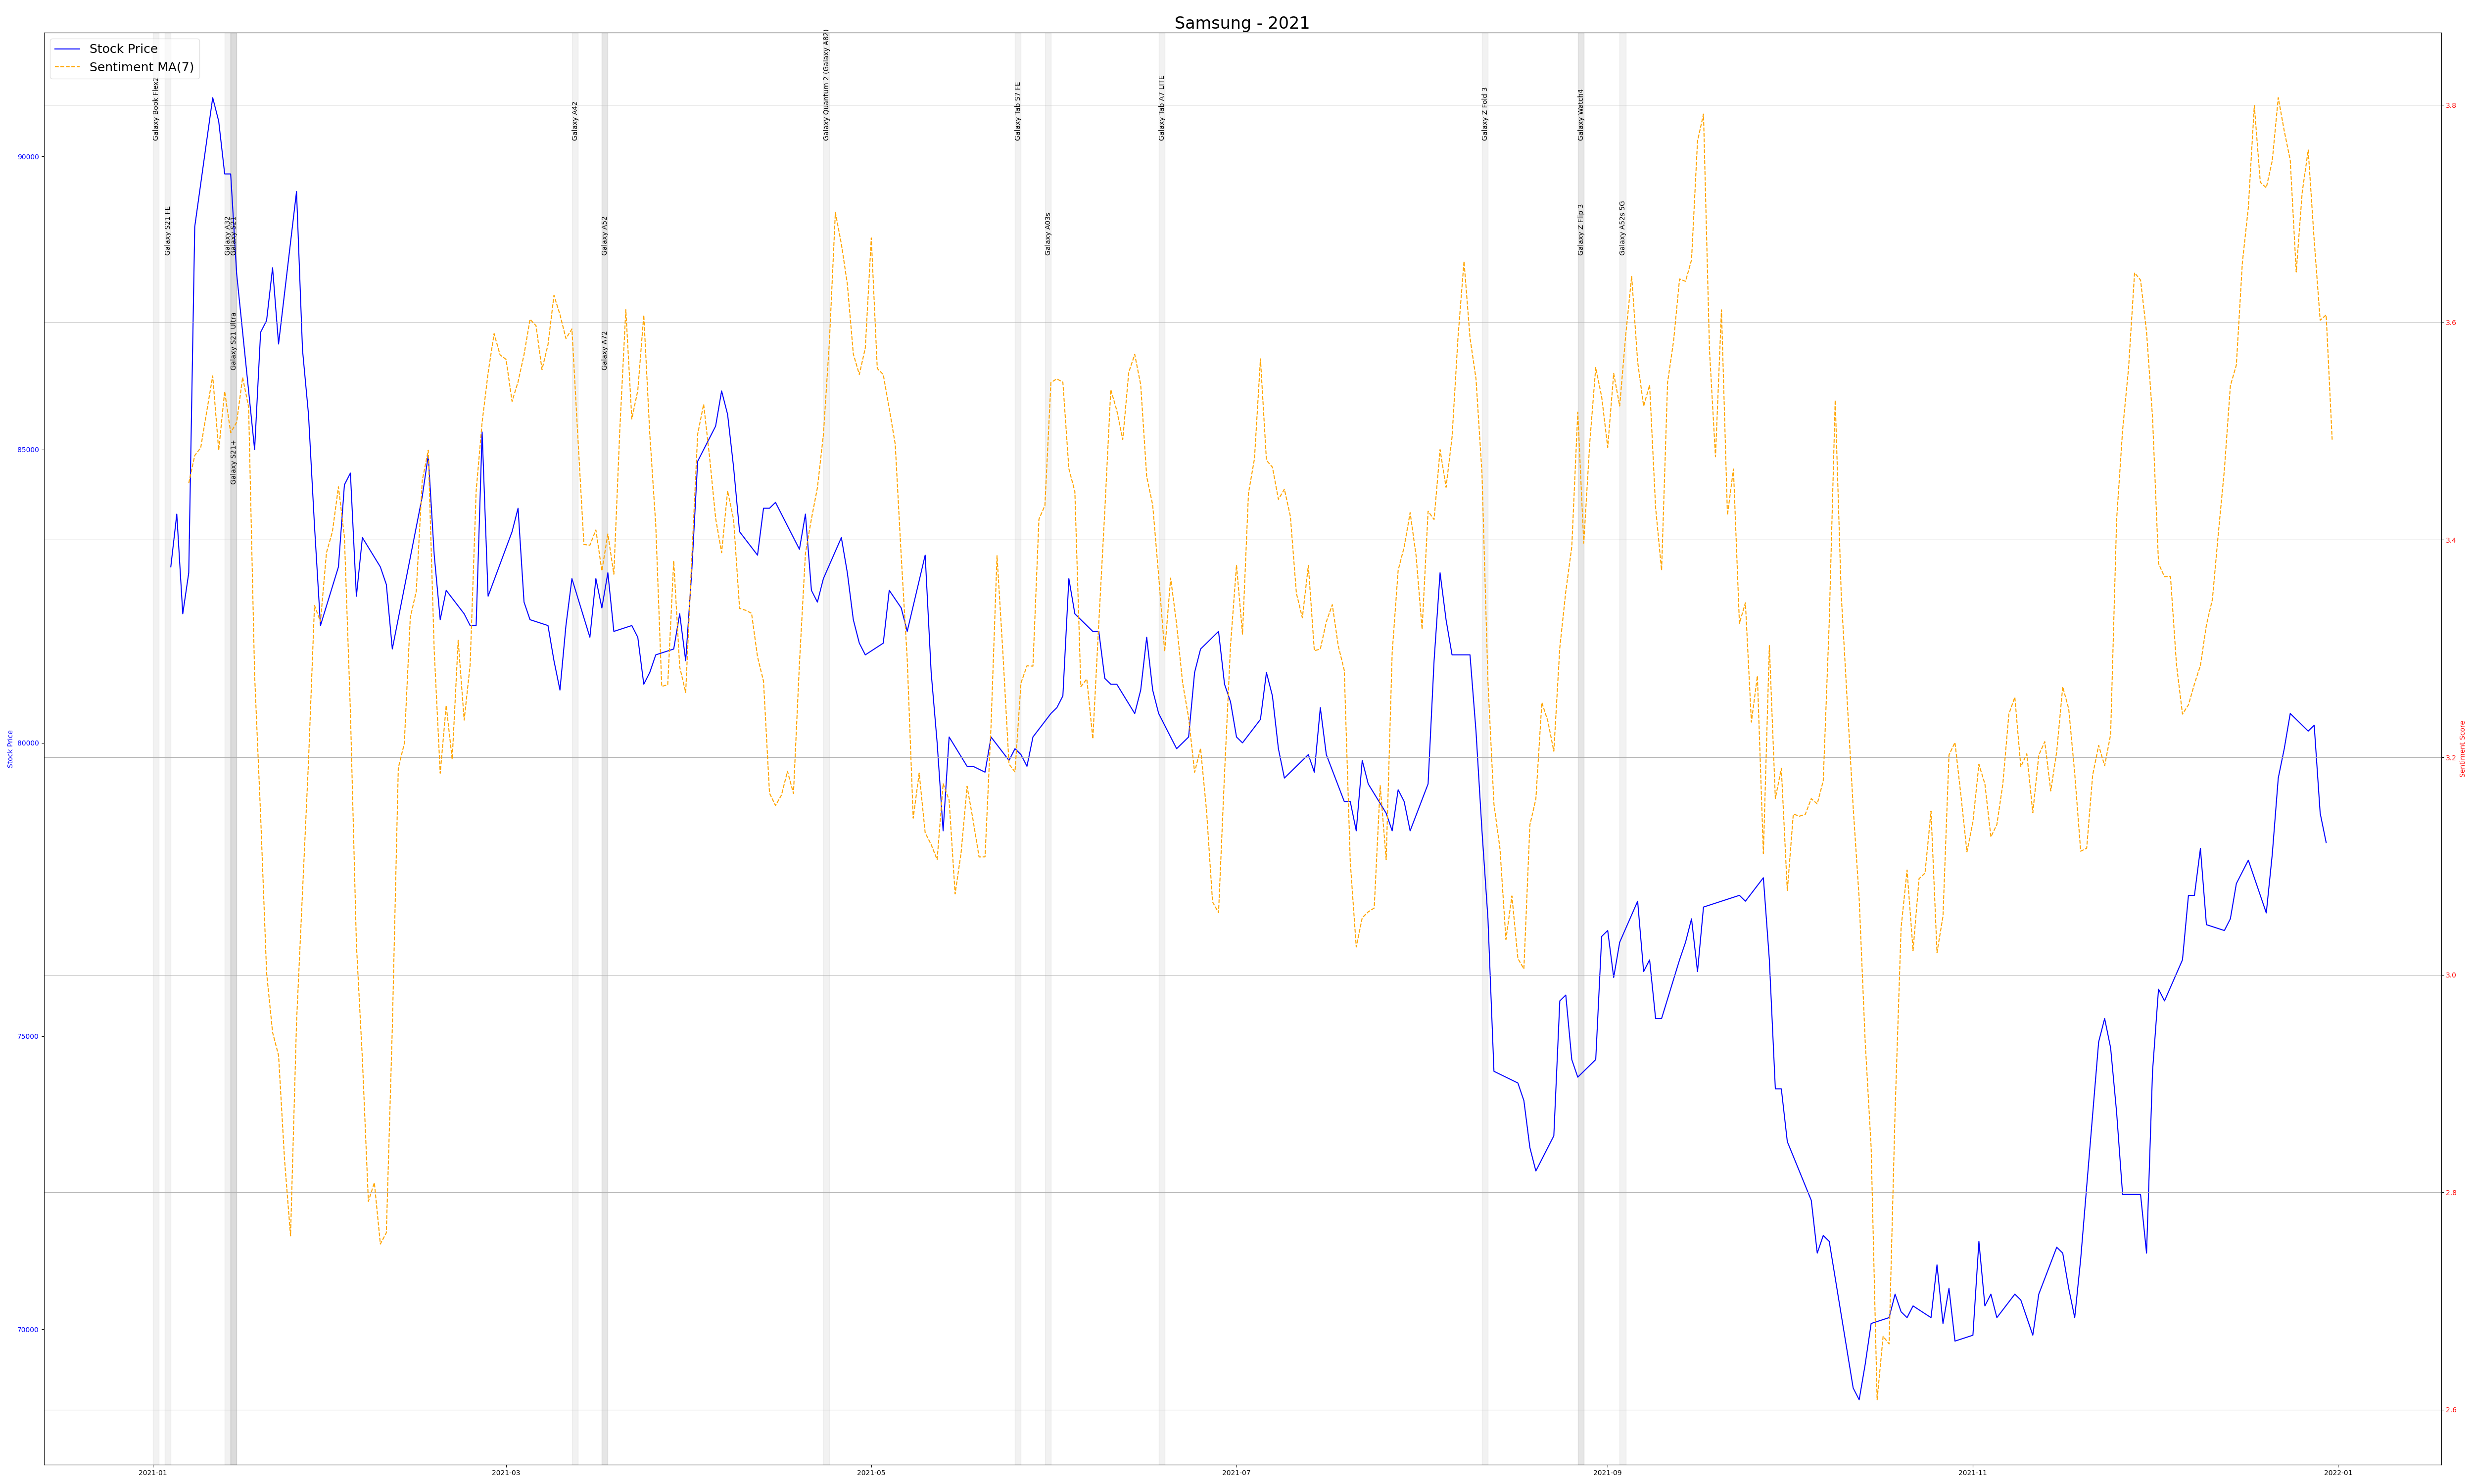 Samsung - 2021
Stock Price
Sentiment MA(7)
Galaxy Book Flex2
Galaxy S21 FE
Galaxy A32
Galaxy S21
Galaxy S21 Ultra
Galaxy S21+
Galaxy A42
Galaxy A52
Galaxy A72
Galaxy Quantum 2 (Galaxy A82)
Galaxy Tab S7 FE
Galaxy A03s
Galaxy Tab A7 LITE
Galaxy Z Fold 3
Galaxy Watch4
Galaxy Z Flip 3
Galaxy A52s 5G
90000
85000
80000
75000
70000
Stock Price
3.8
3.6
3.4
3.2
3.0
2.8
2.6
Sentiment Score
2021-01
2021-03
2021-05
2021-07
2021-09
2021-11
2022-01